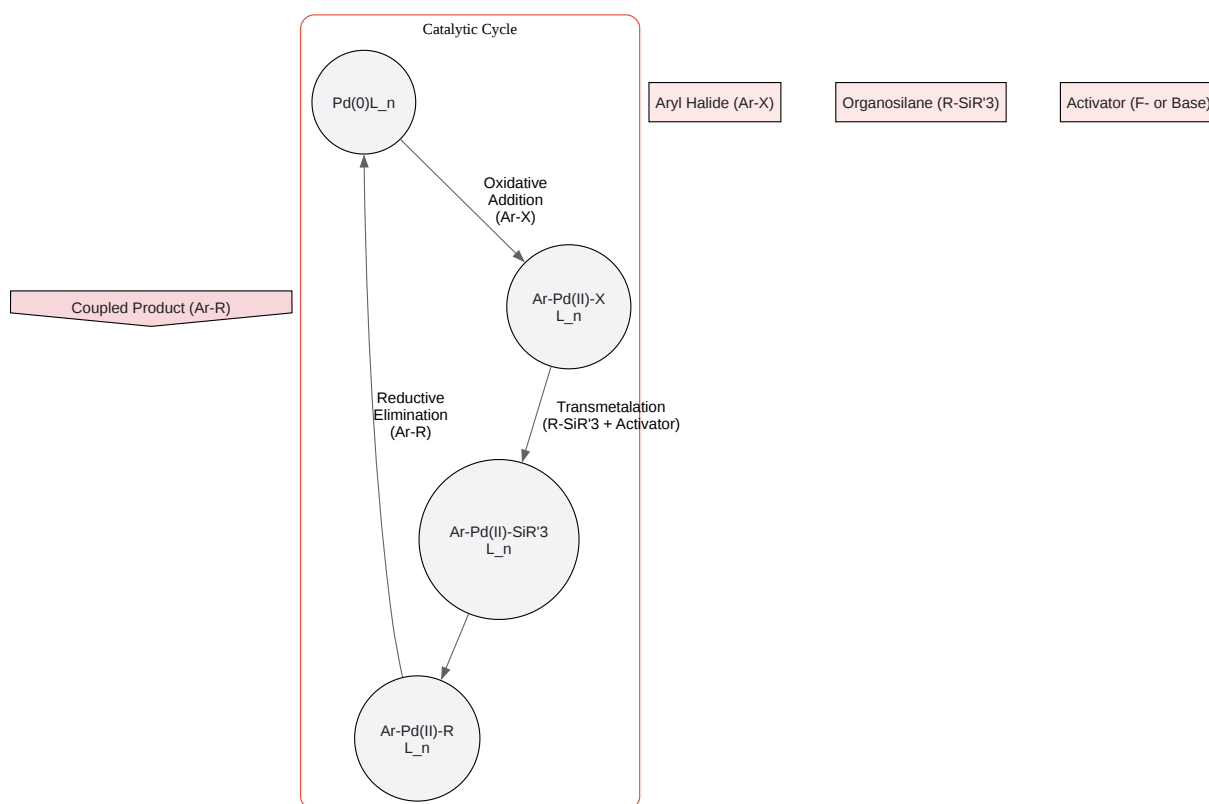 Catalytic Cycle
Pd(0)L_n
Aryl Halide (Ar-X)
Organosilane (R-SiR'3)
Activator (F- or Base)
Oxidative
Addition
(Ar-X)
Ar-Pd(II)-X
L_n
Coupled Product (Ar-R)
Reductive
Elimination
(Ar-R)
Transmetalation
(R-SiR'3 + Activator)
Ar-Pd(II)-SiR'3
L_n
Ar-Pd(II)-R
L_n